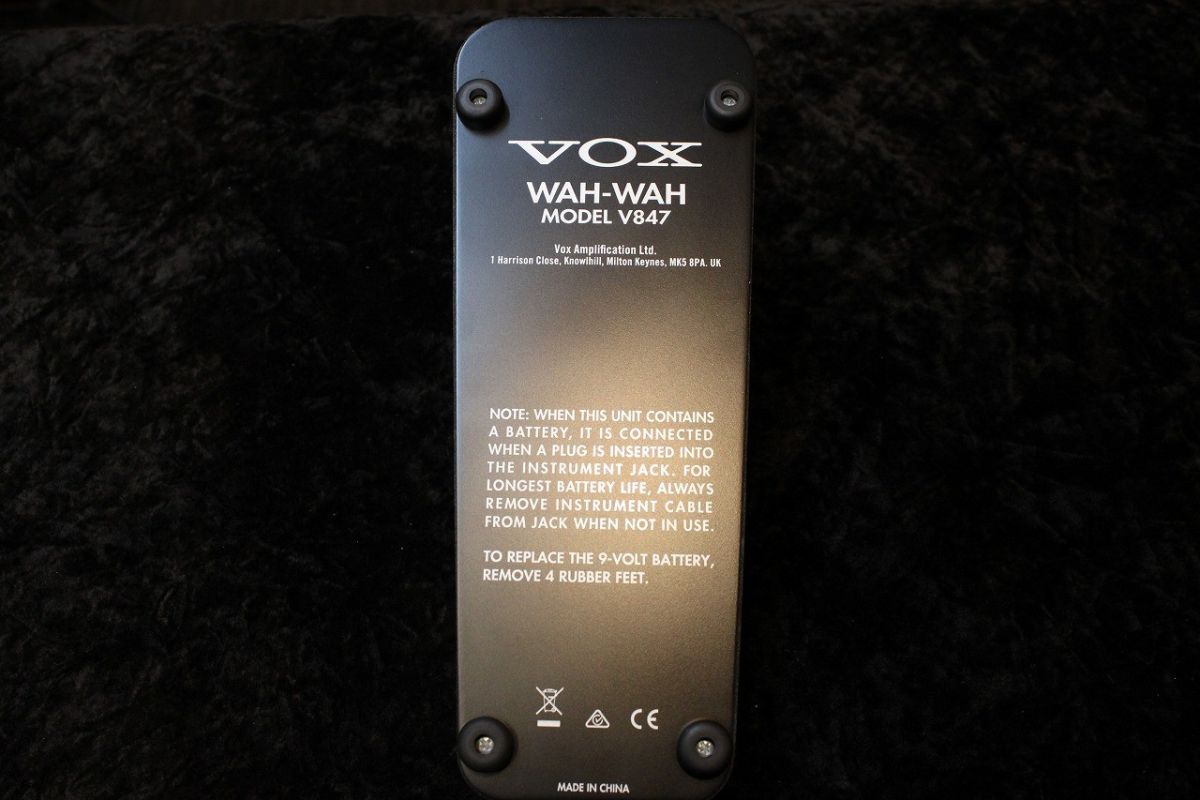 VOX
WAH-WAH
MODEL V847
Vox Amplification Ltd.
1 Harrison Close, Knowlhill, Milton Keynes, MK5 8PA. UK
NOTE: WHEN THIS UNIT CONTAINS
A BATTERY, IT IS CONNECTED
WHEN A PLUG IS INSERTED INTO
THE INSTRUMENT JACK. FOR
LONGEST BATTERY LIFE, ALWAYS
REMOVE INSTRUMENT CABLE
FROM JACK WHEN NOT IN USE.
TO REPLACE THE 9-VOLT BATTERY,
REMOVE 4 RUBBER FEET.
CE
MADE IN CHINA